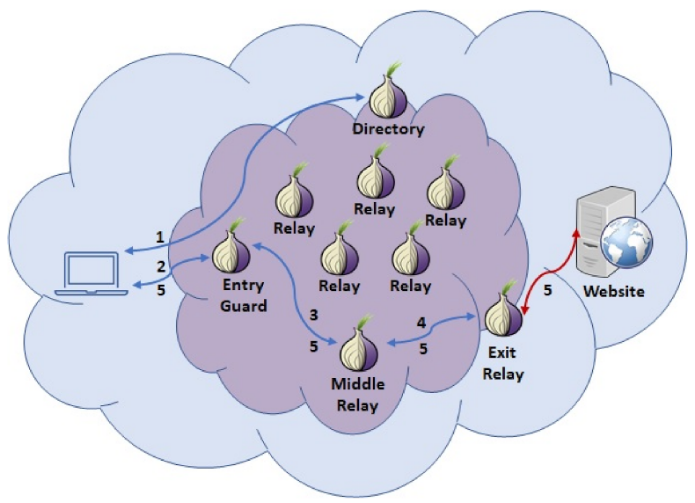 Directory
Relay
Relay
Relay
1
2
5
Entry
Guard
Relay
Relay
5
Website
3
5
4
5
Middle
Relay
Exit
Relay